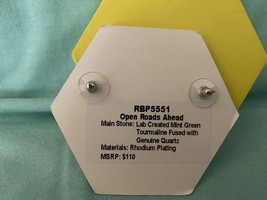 RBP5551
Open Roads Ahead
Main Stone: Lab Created Mint Green
Tourmaline Fused with
Genuine Quartz
Materials: Rhodium Plating
MSRP: $110